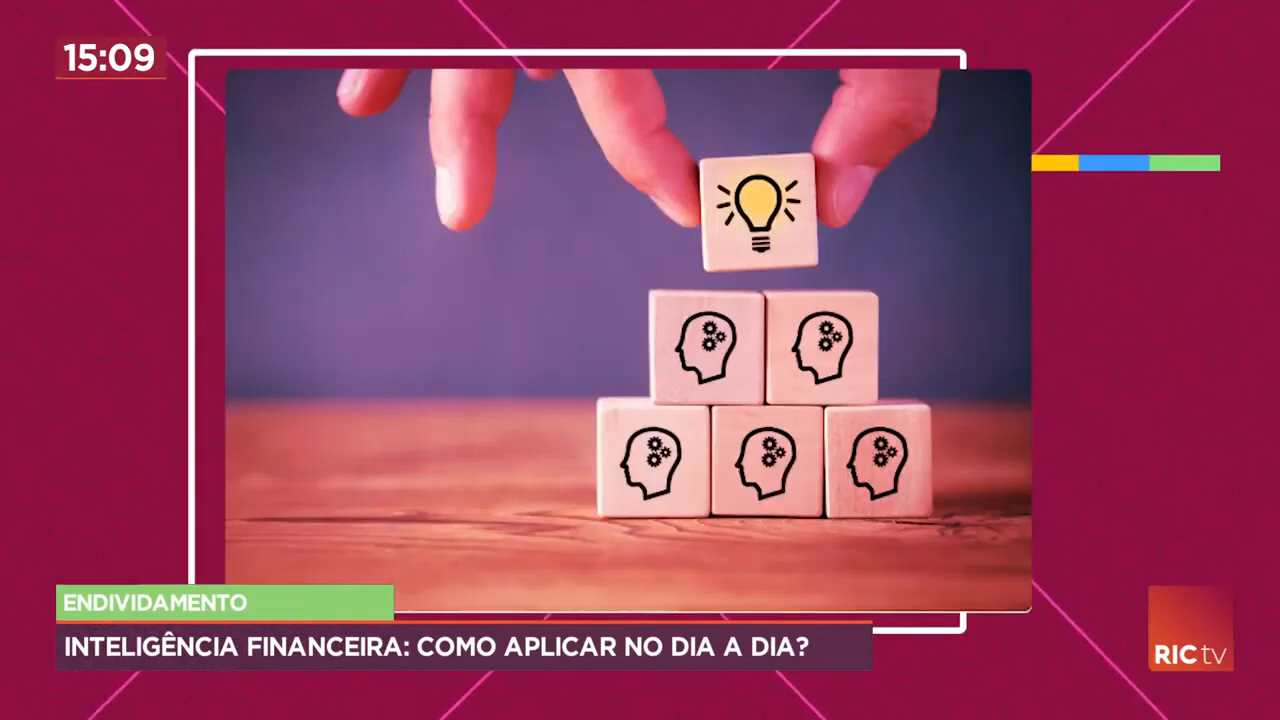 15:09
ENDIVIDAMENTO
INTELIGÊNCIA FINANCEIRA: COMO APLICAR NO DIA A DIA?
RIC tv